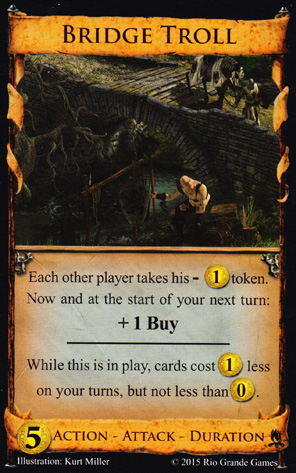 BRIDGE TROLL
Each other player takes his - 1 token.
Now and at the start of your next turn:
+ 1 Buy
While this is in play, cards cost 1 less
on your turns, but not less than 0.
5 ACTION - ATTACK - DURATION
Illustration: Kurt Miller © 2015 Rio Grande Games